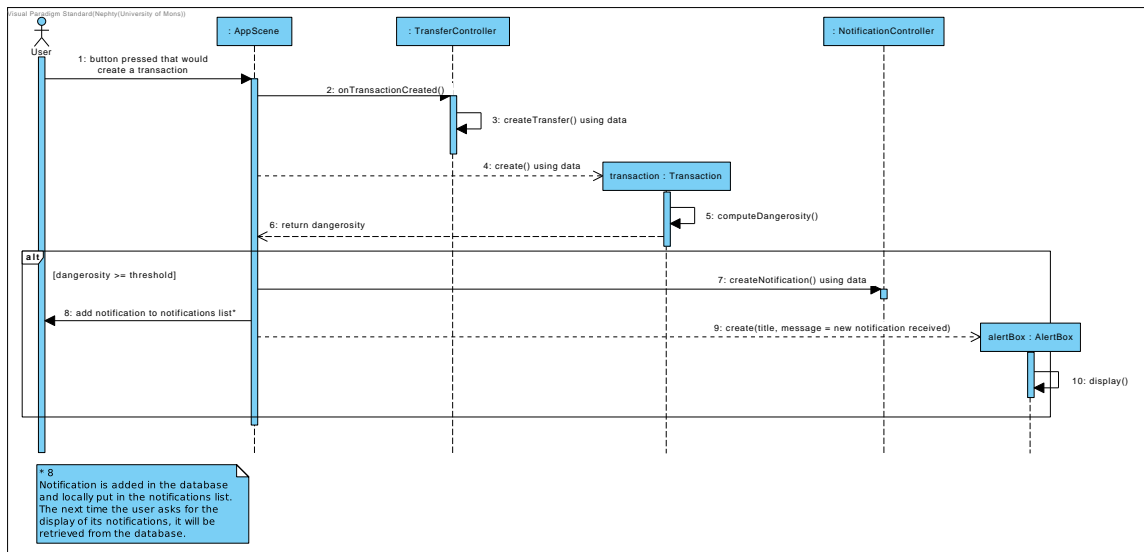 Visual Paradigm Standard(Nephty(University of Mons))
: AppScene
: TransferController
: NotificationController
User
1: button pressed that would
create a transaction
2: onTransactionCreated()
3: createTransfer() using data
4: create() using data
transaction : Transaction
5: computeDangerosity()
6: return dangerosity
alt
[dangerosity >= threshold]
7: createNotification() using data
8: add notification to notifications list*
9: create(title, message = new notification received)
alertBox : AlertBox
10: display()
* 8
Notification is added in the database
and locally put in the notifications list.
The next time the user asks for the
display of its notifications, it will be
retrieved from the database.